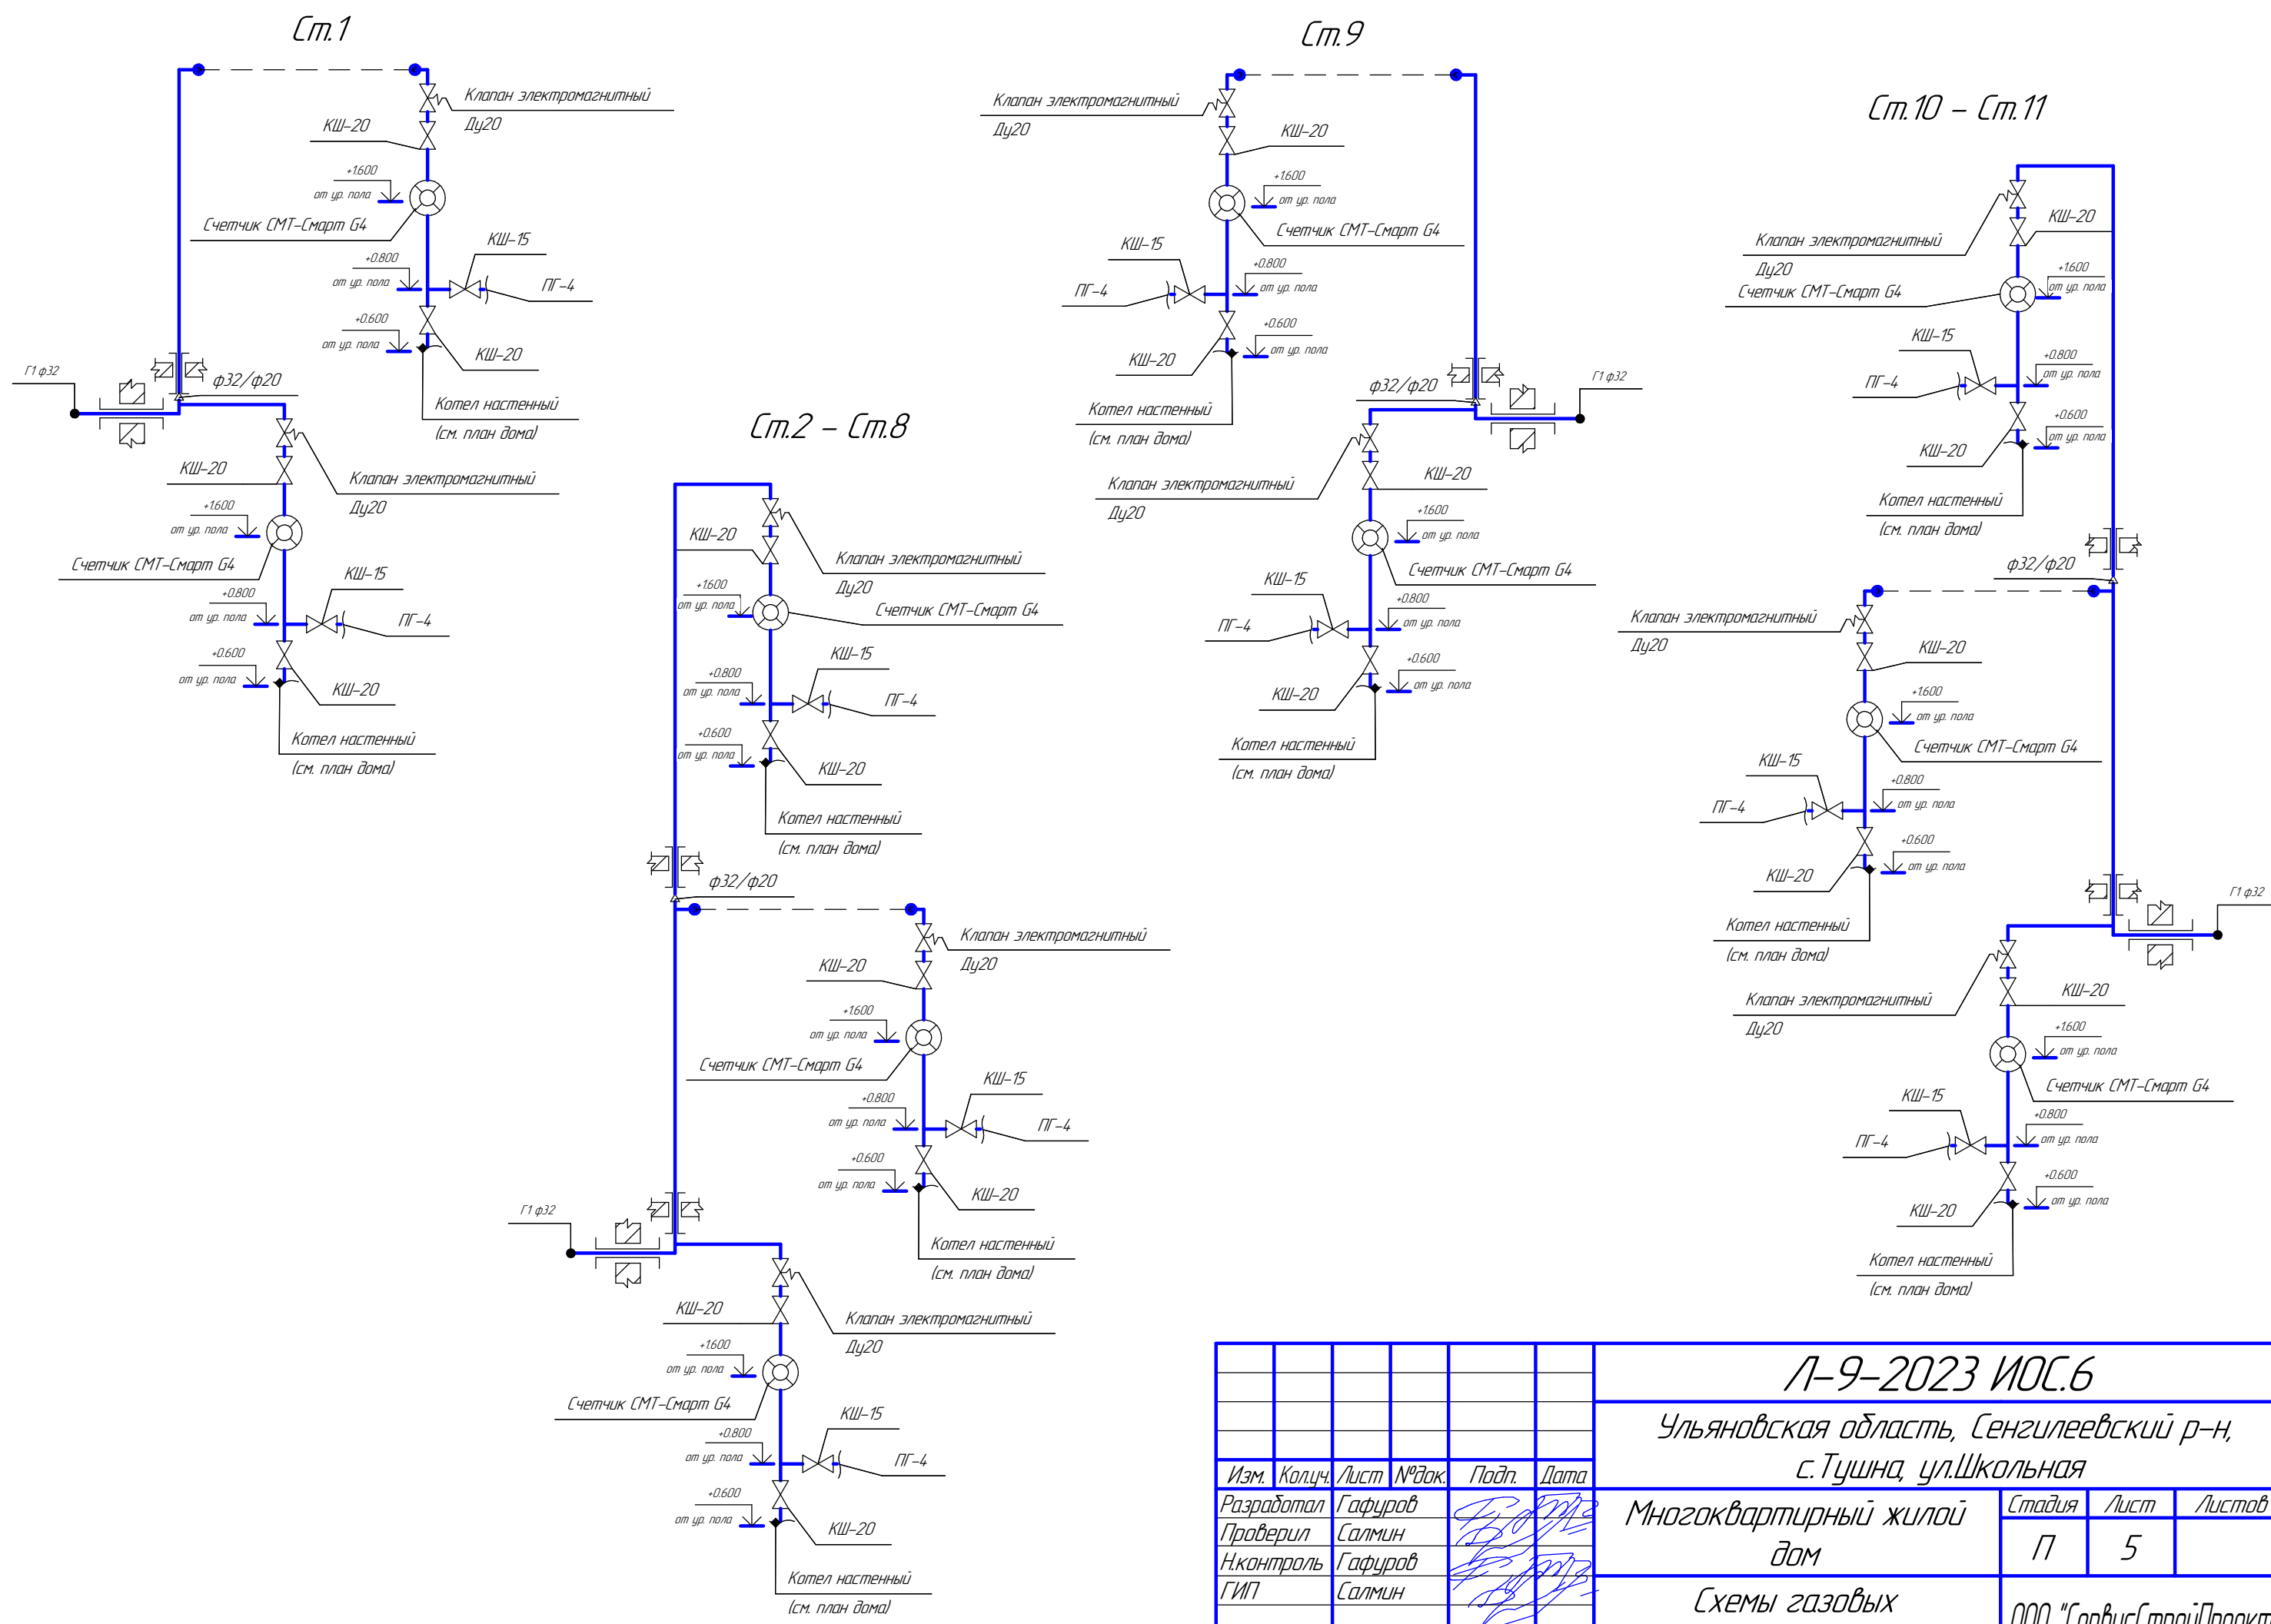 Ст.1
Клапан электромагнитный
Ду20
КШ-20
+1.600
от ур. пола
Счетчик СМТ-Смарт G4
КШ-15
+0.800
от ур. пола
ПГ-4
+0.600
от ур. пола
КШ-20
Котел настенный
(см. план дома)
Г1 ф32
ф32/ф20
КШ-20
Клапан электромагнитный
Ду20
+1.600
от ур. пола
Счетчик СМТ-Смарт G4
КШ-15
+0.800
от ур. пола
ПГ-4
+0.600
от ур. пола
КШ-20
Котел настенный
(см. план дома)
Ст.2 - Ст.8
КШ-20
Клапан электромагнитный
Ду20
+1.600
от ур. пола
Счетчик СМТ-Смарт G4
КШ-15
+0.800
от ур. пола
ПГ-4
+0.600
от ур. пола
КШ-20
Котел настенный
(см. план дома)
ф32/ф20
Клапан электромагнитный
Ду20
КШ-20
+1.600
от ур. пола
Счетчик СМТ-Смарт G4
КШ-15
+0.800
от ур. пола
ПГ-4
+0.600
от ур. пола
КШ-20
Котел настенный
(см. план дома)
Г1 ф32
КШ-20
Клапан электромагнитный
Ду20
+1.600
от ур. пола
Счетчик СМТ-Смарт G4
КШ-15
+0.800
от ур. пола
ПГ-4
+0.600
от ур. пола
КШ-20
Котел настенный
(см. план дома)
Ст.9
Клапан электромагнитный
Ду20
КШ-20
+1.600
от ур. пола
Счетчик СМТ-Смарт G4
КШ-15
+0.800
от ур. пола
ПГ-4
+0.600
от ур. пола
КШ-20
Котел настенный
(см. план дома)
ф32/ф20
Г1 ф32
КШ-20
Клапан электромагнитный
Ду20
+1.600
от ур. пола
Счетчик СМТ-Смарт G4
КШ-15
+0.800
от ур. пола
ПГ-4
+0.600
от ур. пола
КШ-20
Котел настенный
(см. план дома)
Ст.10 - Ст.11
КШ-20
Клапан электромагнитный
Ду20
+1.600
от ур. пола
Счетчик СМТ-Смарт G4
КШ-15
+0.800
от ур. пола
ПГ-4
+0.600
от ур. пола
КШ-20
Котел настенный
(см. план дома)
ф32/ф20
Клапан электромагнитный
Ду20
КШ-20
+1.600
от ур. пола
Счетчик СМТ-Смарт G4
КШ-15
+0.800
от ур. пола
ПГ-4
+0.600
от ур. пола
КШ-20
Котел настенный
(см. план дома)
Г1 ф32
КШ-20
Клапан электромагнитный
Ду20
+1.600
от ур. пола
Счетчик СМТ-Смарт G4
КШ-15
+0.800
от ур. пола
ПГ-4
+0.600
от ур. пола
КШ-20
Котел настенный
(см. план дома)
Л-9-2023 ИОС.6
Ульяновская область, Сенгилеевский р-н,
с.Тушна, ул.Школьная
Изм. Кол.уч. Лист №док. Подп. Дата
Разработал Гафуров
Проверил Салмин
Н.контроль Гафуров
ГИП Салмин
Многоквартирный жилой
дом
Стадия Лист Листов
П 5
Схемы газовых
ООО "СервисСтройПроект